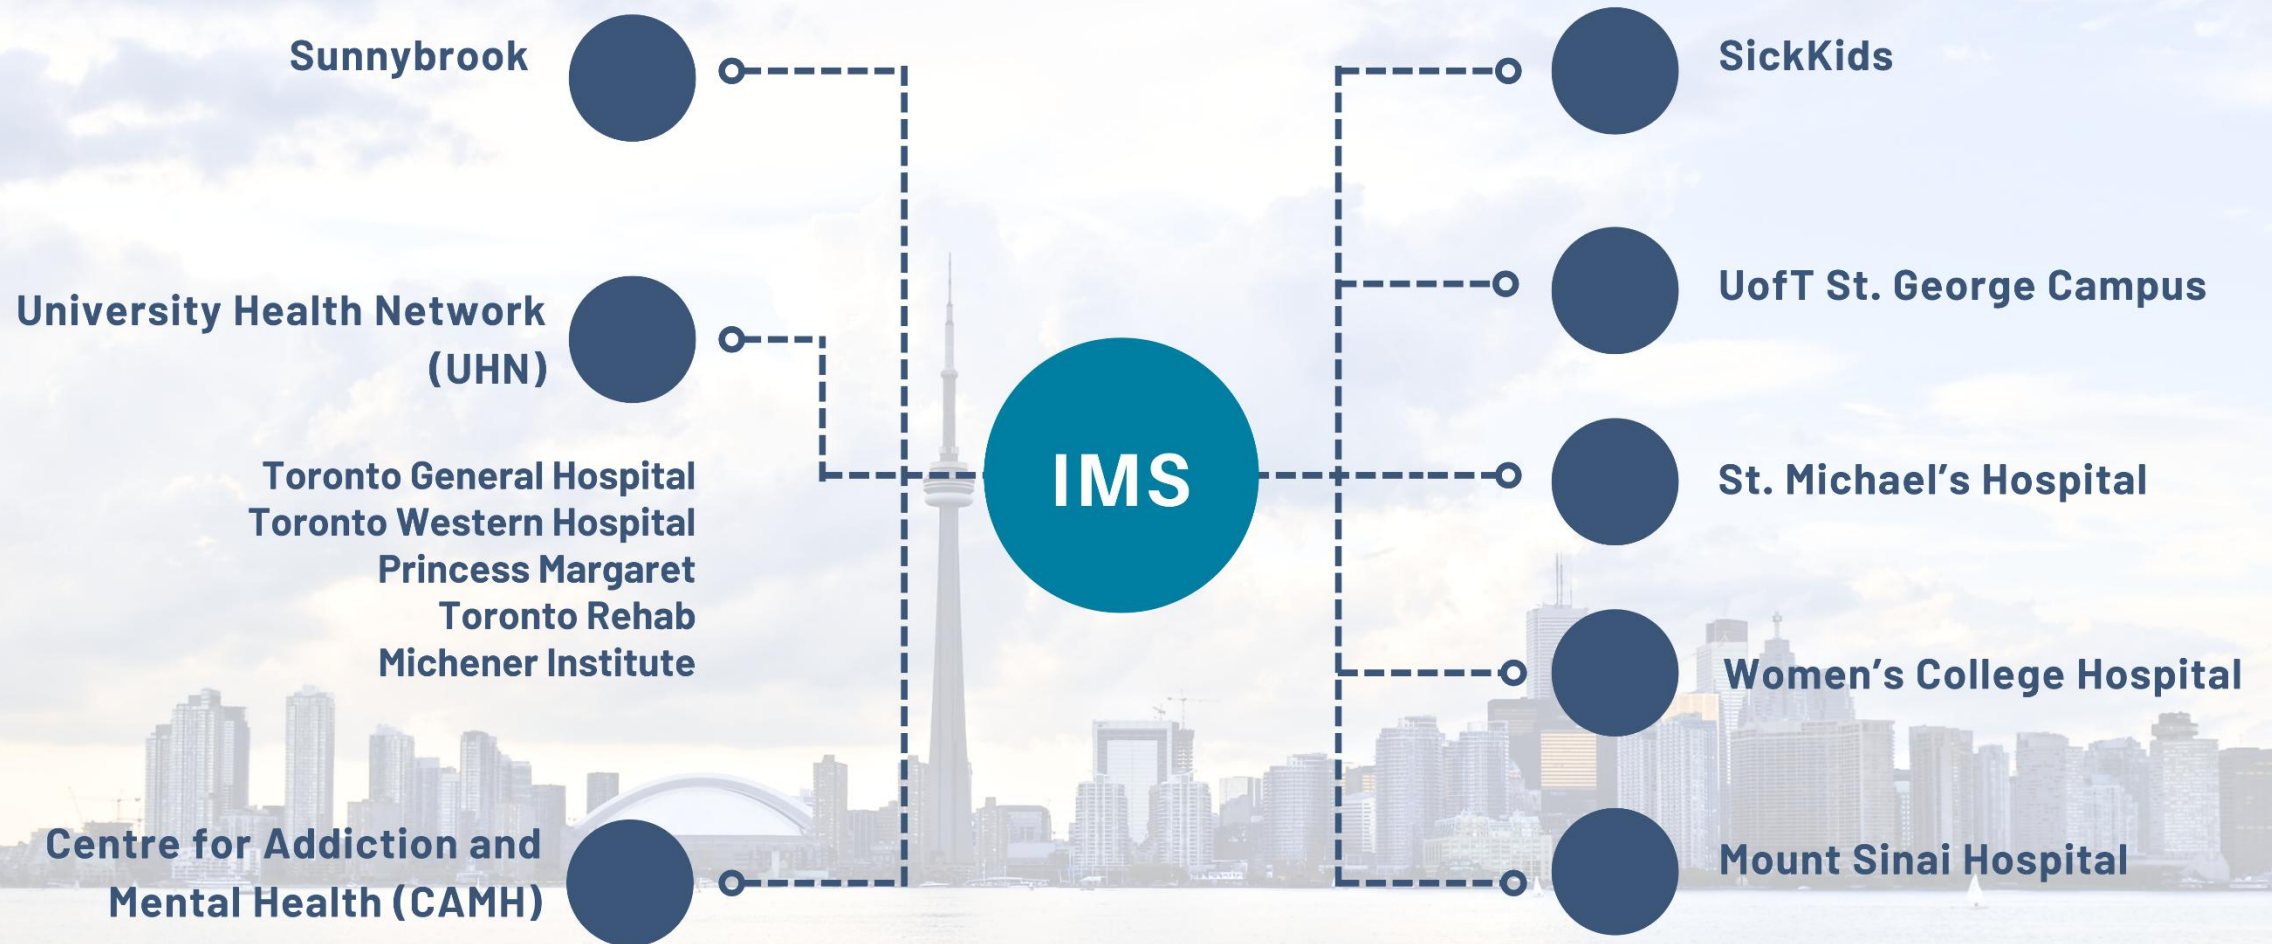 Sunnybrook
University Health Network
(UHN)
Toronto General Hospital
Toronto Western Hospital
Princess Margaret
Toronto Rehab
Michener Institute
Centre for Addiction and
Mental Health (CAMH)
IMS
SickKids
UofT St. George Campus
St. Michael’s Hospital
Women’s College Hospital
Mount Sinai Hospital